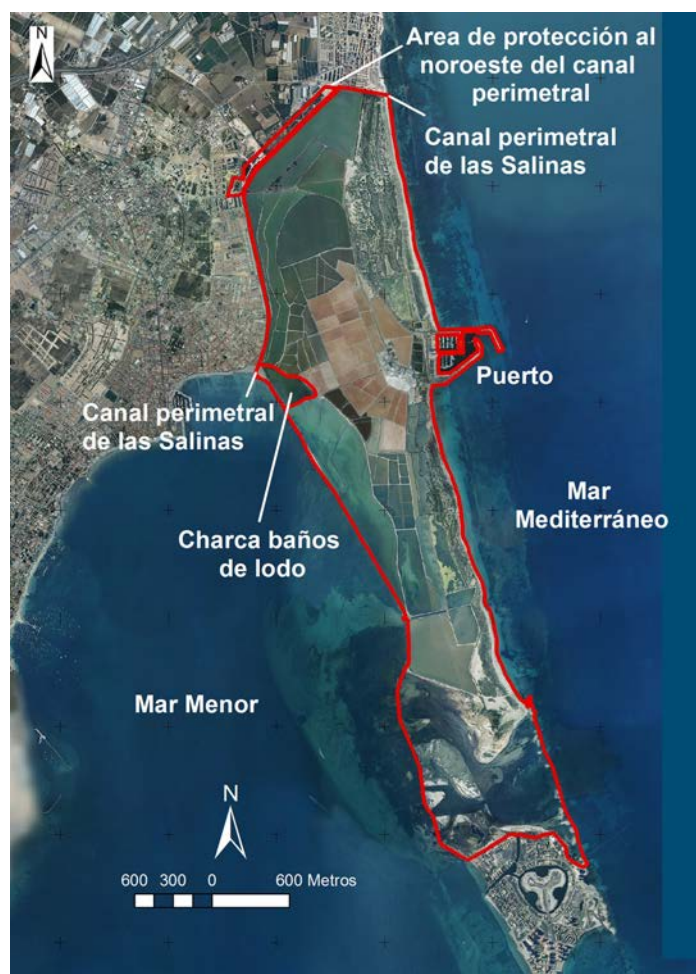 N
Area de protección al
noroeste del canal
perimetral
Canal perimetral
de las Salinas
Puerto
Canal perimetral
de las Salinas
Mar
Mediterráneo
Charca baños
de lodo
Mar Menor
N
600 300 0 600 Metros